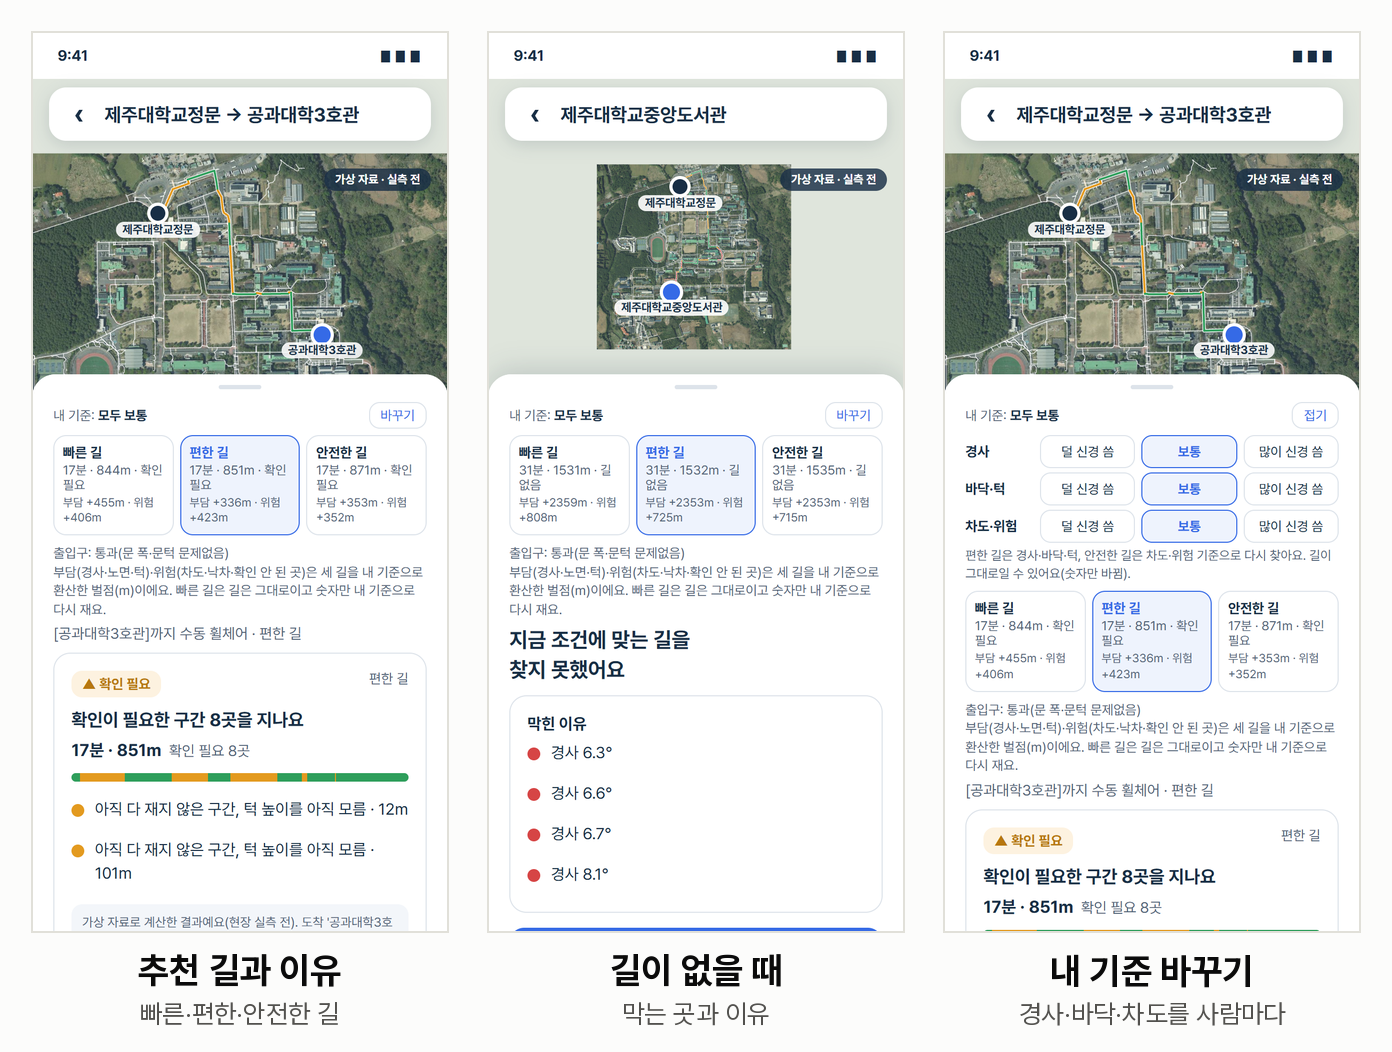 9:41
‹ 제주대학교정문 → 공과대학3호관
가상 자료 · 실측 전
제주대학교정문
공과대학3호관
내 기준: 모두 보통
바꾸기
빠른 길
17분 · 844m · 확인
필요
부담 +455m · 위험
+406m
편한 길
17분 · 851m · 확인
필요
부담 +336m · 위험
+423m
안전한 길
17분 · 871m · 확인
필요
부담 +353m · 위험
+352m
출입구: 통과(문 폭·문턱 문제없음)
부담(경사·노면·턱)·위험(차도·낙차·확인 안 된 곳)은 세 길을 내 기준으로
환산한 벌점(m)이에요. 빠른 길은 길은 그대로이고 숫자만 내 기준으로
다시 재요.
[공과대학3호관]까지 수동 휠체어 · 편한 길
▲ 확인 필요
편한 길
확인이 필요한 구간 8곳을 지나요
17분 · 851m 확인 필요 8곳
아직 다 재지 않은 구간, 턱 높이를 아직 모름 · 12m
아직 다 재지 않은 구간, 턱 높이를 아직 모름 ·
101m
가상 자료로 계산한 결과예요(현장 실측 전). 도착 '공과대학3호
추천 길과 이유
빠른·편한·안전한 길
9:41
‹ 제주대학교중앙도서관
가상 자료 · 실측 전
제주대학교정문
제주대학교중앙도서관
내 기준: 모두 보통
바꾸기
빠른 길
31분 · 1531m · 길
없음
부담 +2359m · 위험
+808m
편한 길
31분 · 1532m · 길
없음
부담 +2353m · 위험
+725m
안전한 길
31분 · 1535m · 길
없음
부담 +2353m · 위험
+715m
출입구: 통과(문 폭·문턱 문제없음)
부담(경사·노면·턱)·위험(차도·낙차·확인 안 된 곳)은 세 길을 내 기준으로
환산한 벌점(m)이에요. 빠른 길은 길은 그대로이고 숫자만 내 기준으로
다시 재요.
지금 조건에 맞는 길을
찾지 못했어요
막힌 이유
경사 6.3°
경사 6.6°
경사 6.7°
경사 8.1°
길이 없을 때
막는 곳과 이유
9:41
‹ 제주대학교정문 → 공과대학3호관
가상 자료 · 실측 전
제주대학교정문
공과대학3호관
내 기준: 모두 보통
접기
경사 덜 신경 씀 보통 많이 신경 씀
바닥·턱 덜 신경 씀 보통 많이 신경 씀
차도·위험 덜 신경 씀 보통 많이 신경 씀
편한 길은 경사·바닥·턱, 안전한 길은 차도·위험 기준으로 다시 찾아요. 길이
그대로일 수 있어요(숫자만 바뀜).
빠른 길
17분 · 844m · 확인
필요
부담 +455m · 위험
+406m
편한 길
17분 · 851m · 확인
필요
부담 +336m · 위험
+423m
안전한 길
17분 · 871m · 확인
필요
부담 +353m · 위험
+352m
출입구: 통과(문 폭·문턱 문제없음)
부담(경사·노면·턱)·위험(차도·낙차·확인 안 된 곳)은 세 길을 내 기준으로
환산한 벌점(m)이에요. 빠른 길은 길은 그대로이고 숫자만 내 기준으로
다시 재요.
[공과대학3호관]까지 수동 휠체어 · 편한 길
▲ 확인 필요
편한 길
확인이 필요한 구간 8곳을 지나요
17분 · 851m 확인 필요 8곳
내 기준 바꾸기
경사·바닥·차도를 사람마다